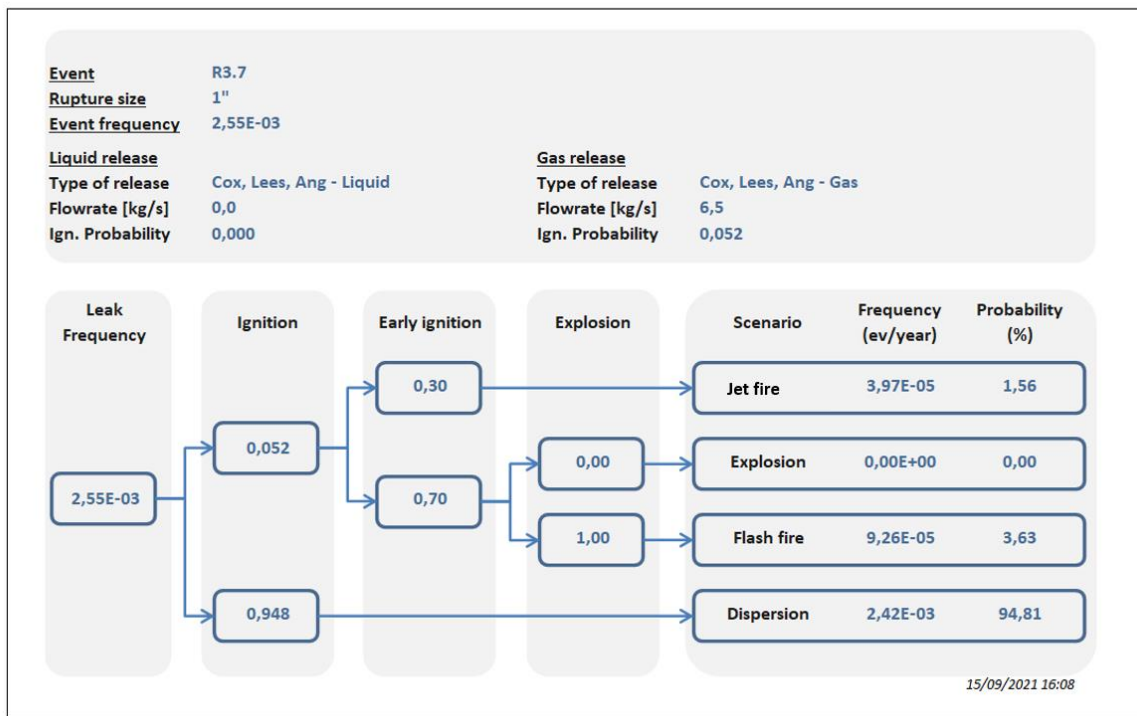 Event R3.7
Rupture size 1"
Event frequency 2,55E-03
Liquid release Gas release
Type of release Cox, Lees, Ang - Liquid Type of release Cox, Lees, Ang - Gas
Flowrate [kg/s] 0,0 Flowrate [kg/s] 6,5
Ign. Probability 0,000 Ign. Probability 0,052
Leak Frequency Ignition Early ignition Explosion Scenario Frequency (ev/year) Probability (%)
0,30 Jet fire 3,97E-05 1,56
0,052 0,00 Explosion 0,00E+00 0,00
2,55E-03 0,70
1,00 Flash fire 9,26E-05 3,63
0,948 Dispersion 2,42E-03 94,81
15/09/2021 16:08